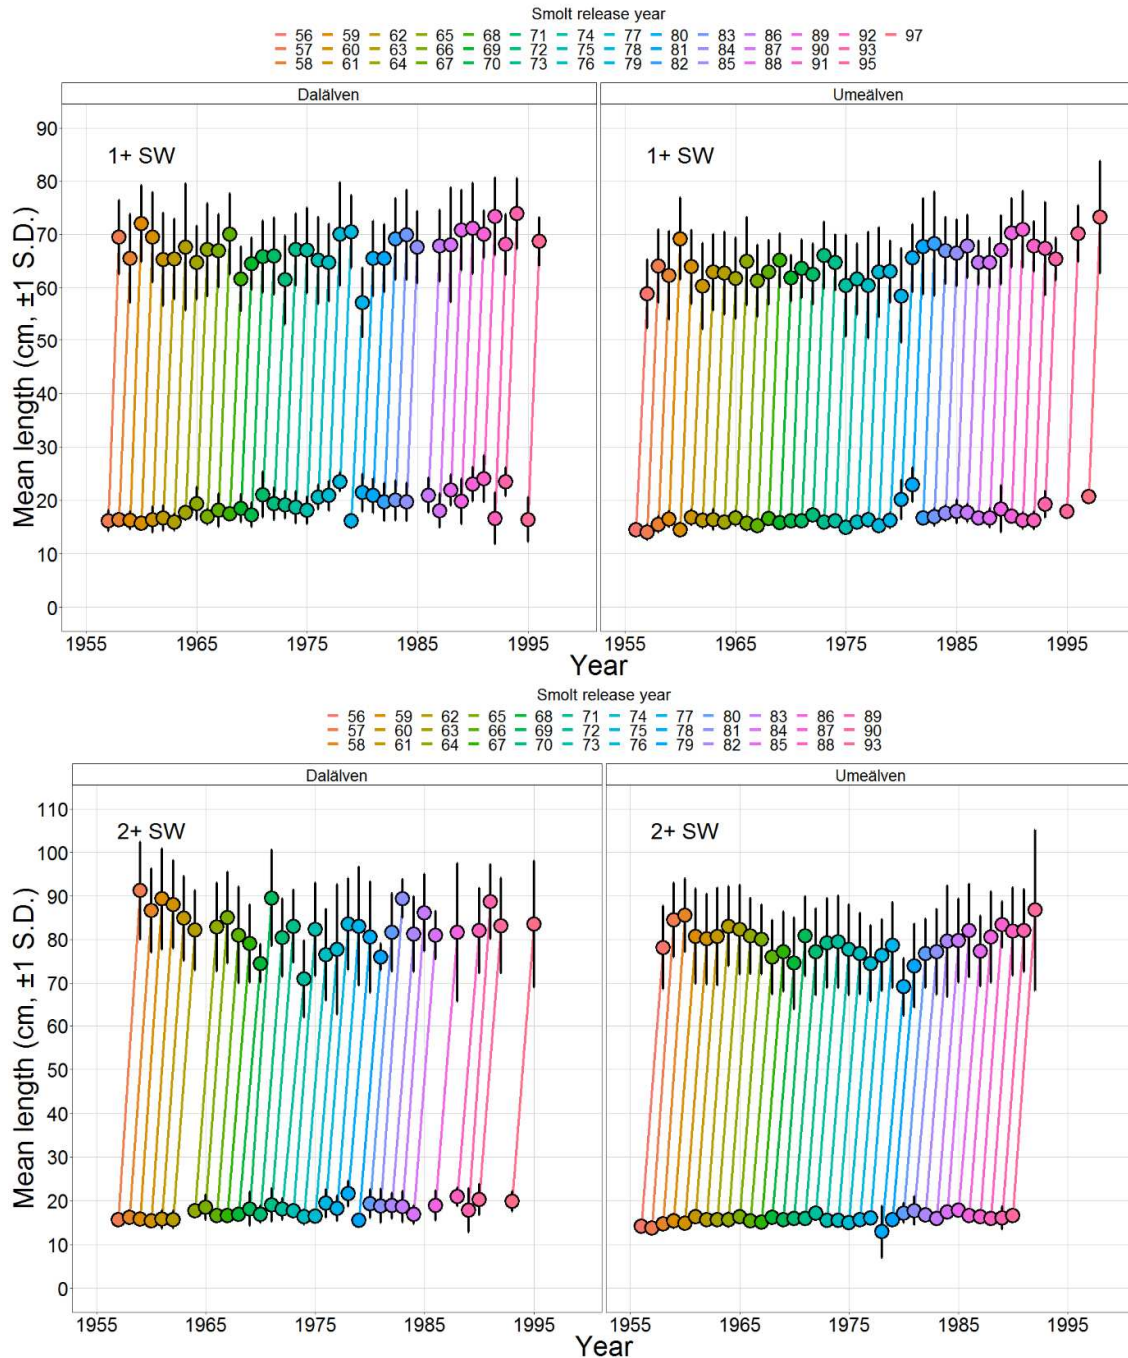 Smolt release year
56 59 62 65 68 71 74 77 80 83 86 89 92 97
57 60 63 66 69 72 75 78 81 84 87 90 93
58 61 64 67 70 73 76 79 82 85 88 91 95
Dalälven Umeälven
90
1+ SW 1+ SW
80
70
60
50
40
30
20
10
0
Mean length (cm, ±1 S.D.)
1955 1965 1975 1985 1995 1955 1965 1975 1985 1995
Year
Smolt release year
56 59 62 65 68 71 74 77 80 83 86 89
57 60 63 66 69 72 75 78 81 84 87 90
58 61 64 67 70 73 76 79 82 85 88 93
Dalälven Umeälven
110
2+ SW 2+ SW
100
90
80
70
60
50
40
30
20
10
0
Mean length (cm, ±1 S.D.)
1955 1965 1975 1985 1995 1955 1965 1975 1985 1995
Year